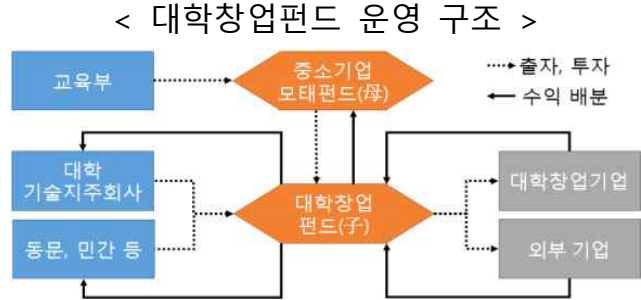 < 대학창업펀드 운영 구조 >
교육부
중소기업
모태펀드(母)
출자, 투자
수익 배분
대학
기술지주회사
대학창업
펀드(子)
대학창업기업
동문, 민간 등
외부 기업